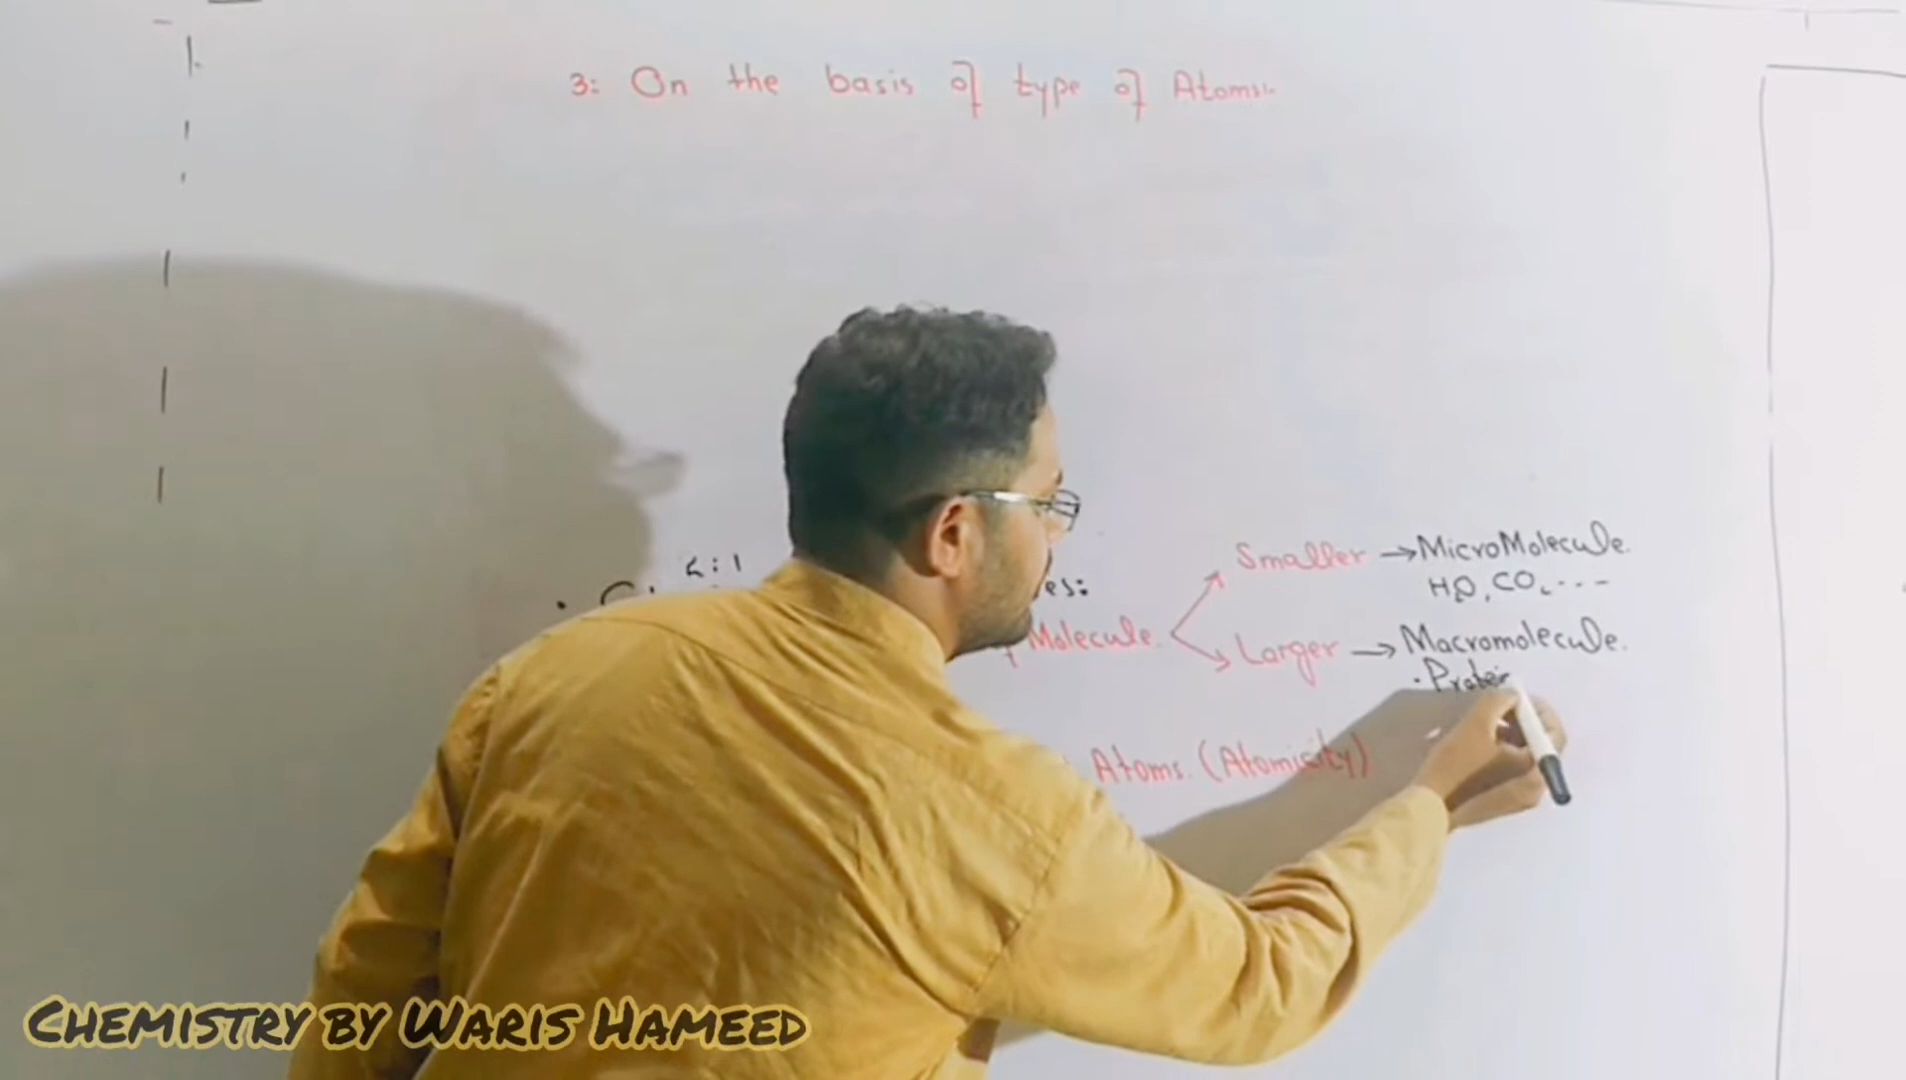 3: On the basis of type of Atoms:-
es:
Molecule.
Smaller → MicroMolecule.
H₂O, CO₂ ...
Larger → Macromolecule.
· Protein
Atoms. (Atomicity)
CHEMISTRY BY WARIS HAMEED